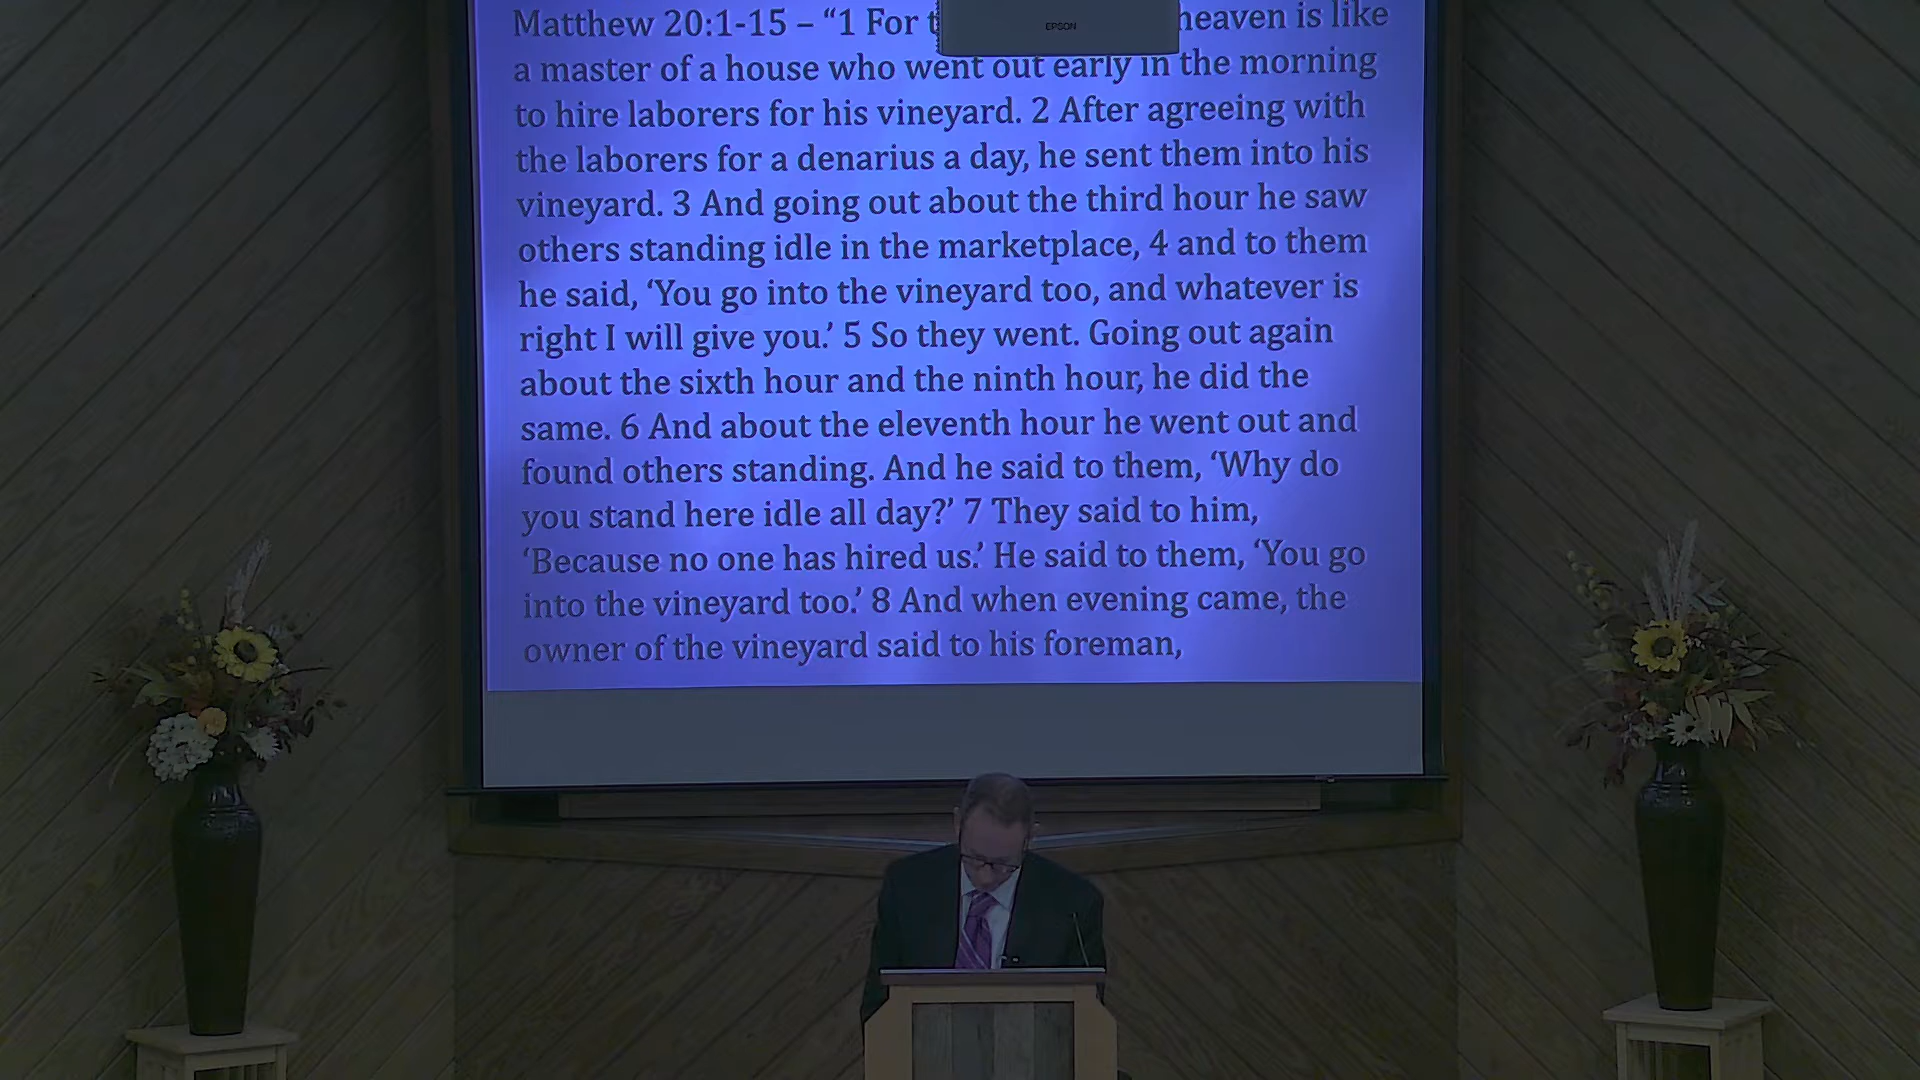 Matthew 20:1-15 – “1 For heaven is like
EPSON
a master of a house who went out early in the morning
to hire laborers for his vineyard. 2 After agreeing with
the laborers for a denarius a day, he sent them into his
vineyard. 3 And going out about the third hour he saw
others standing idle in the marketplace, 4 and to them
he said, ‘You go into the vineyard too, and whatever is
right I will give you.’ 5 So they went. Going out again
about the sixth hour and the ninth hour, he did the
same. 6 And about the eleventh hour he went out and
found others standing. And he said to them, ‘Why do
you stand here idle all day?’ 7 They said to him,
‘Because no one has hired us.’ He said to them, ‘You go
into the vineyard too.’ 8 And when evening came, the
owner of the vineyard said to his foreman,